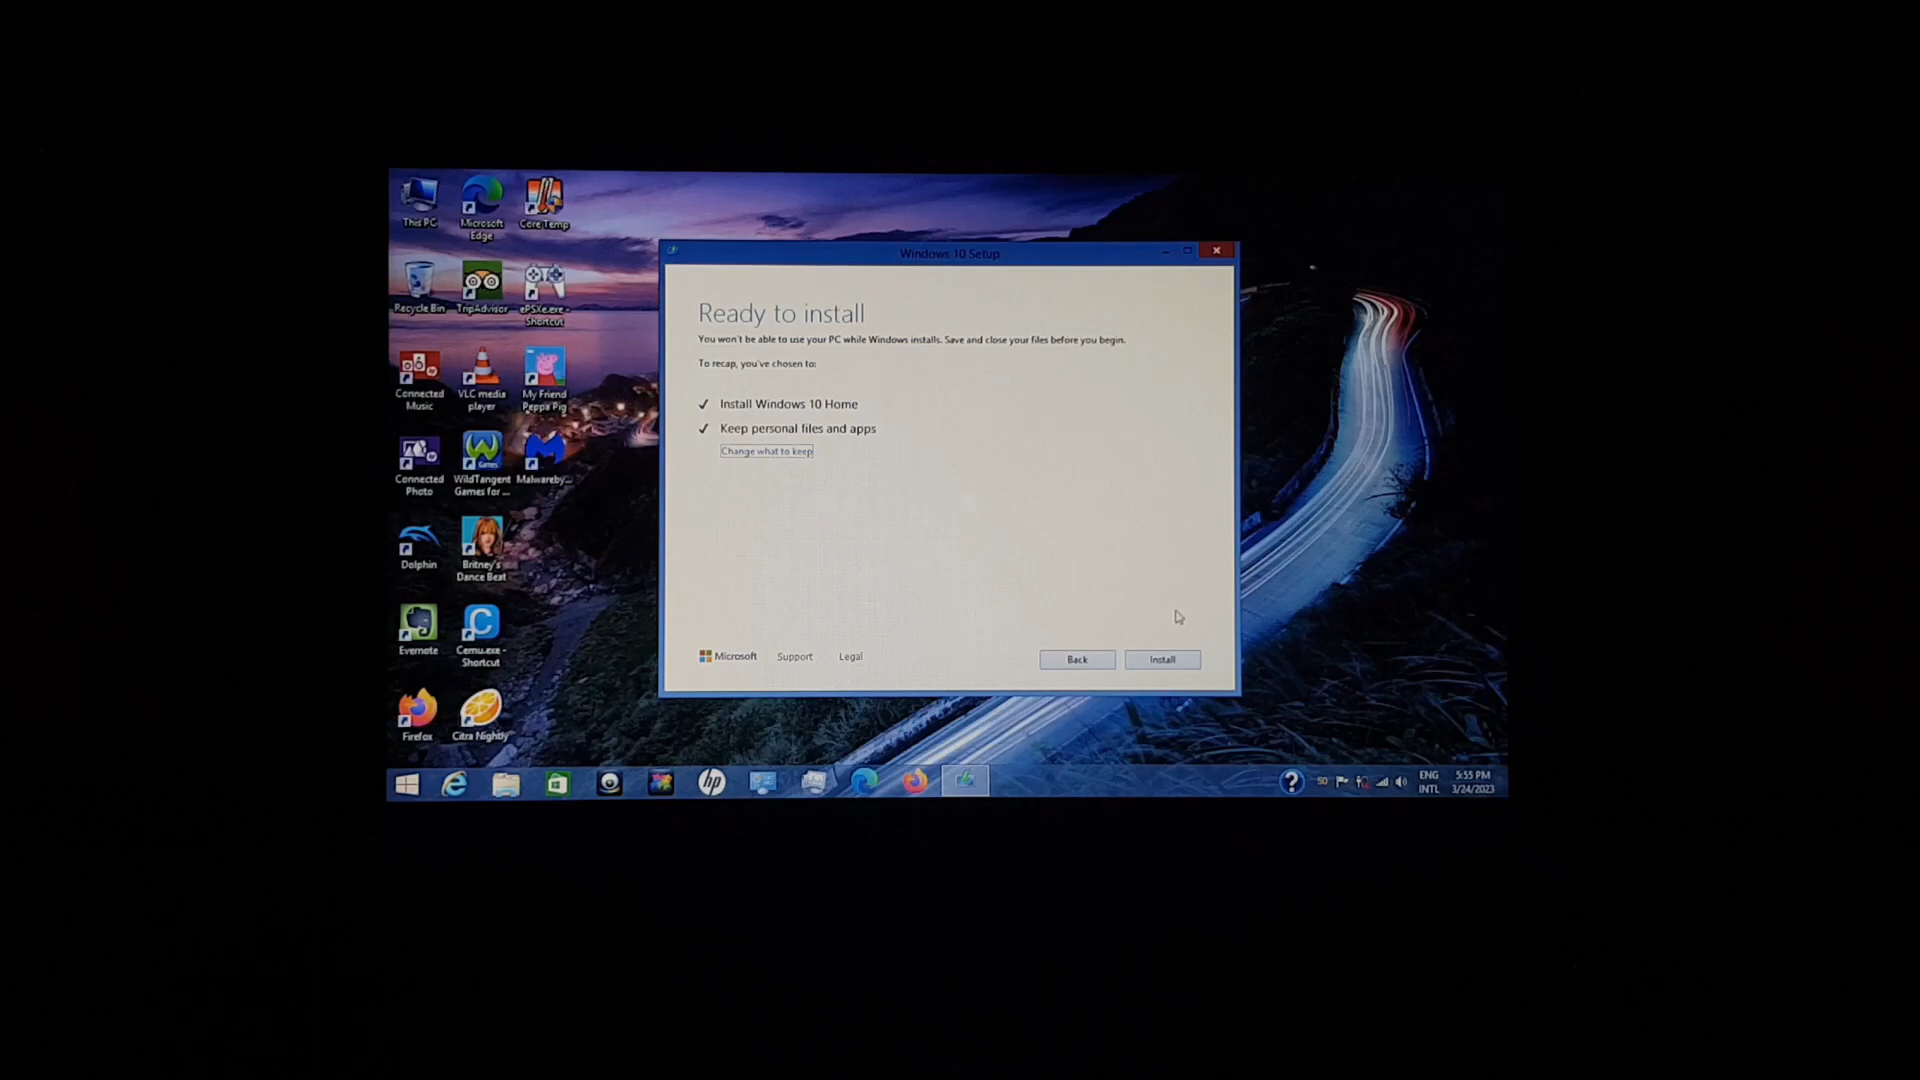 This PC
Microsoft
Edge
Core Temp
Recycle Bin
TripAdvisor
ePSXe.exe -
Shortcut
Connected
Music
VLC media
player
My Friend
Peppa Pig
Connected
Photo
WildTangent
Games for ...
Malwareby...
Dolphin
Britney's
Dance Beat
Evernote
Cemu.exe -
Shortcut
Firefox
Citra Nightly
Windows 10 Setup
Ready to install
You won't be able to use your PC while Windows installs. Save and close your files before you begin.
To recap, you've chosen to:
Install Windows 10 Home
Keep personal files and apps
Change what to keep
Microsoft
Support
Legal
Back
Install
hp
50
ENG
INTL
5:55 PM
3/24/2023